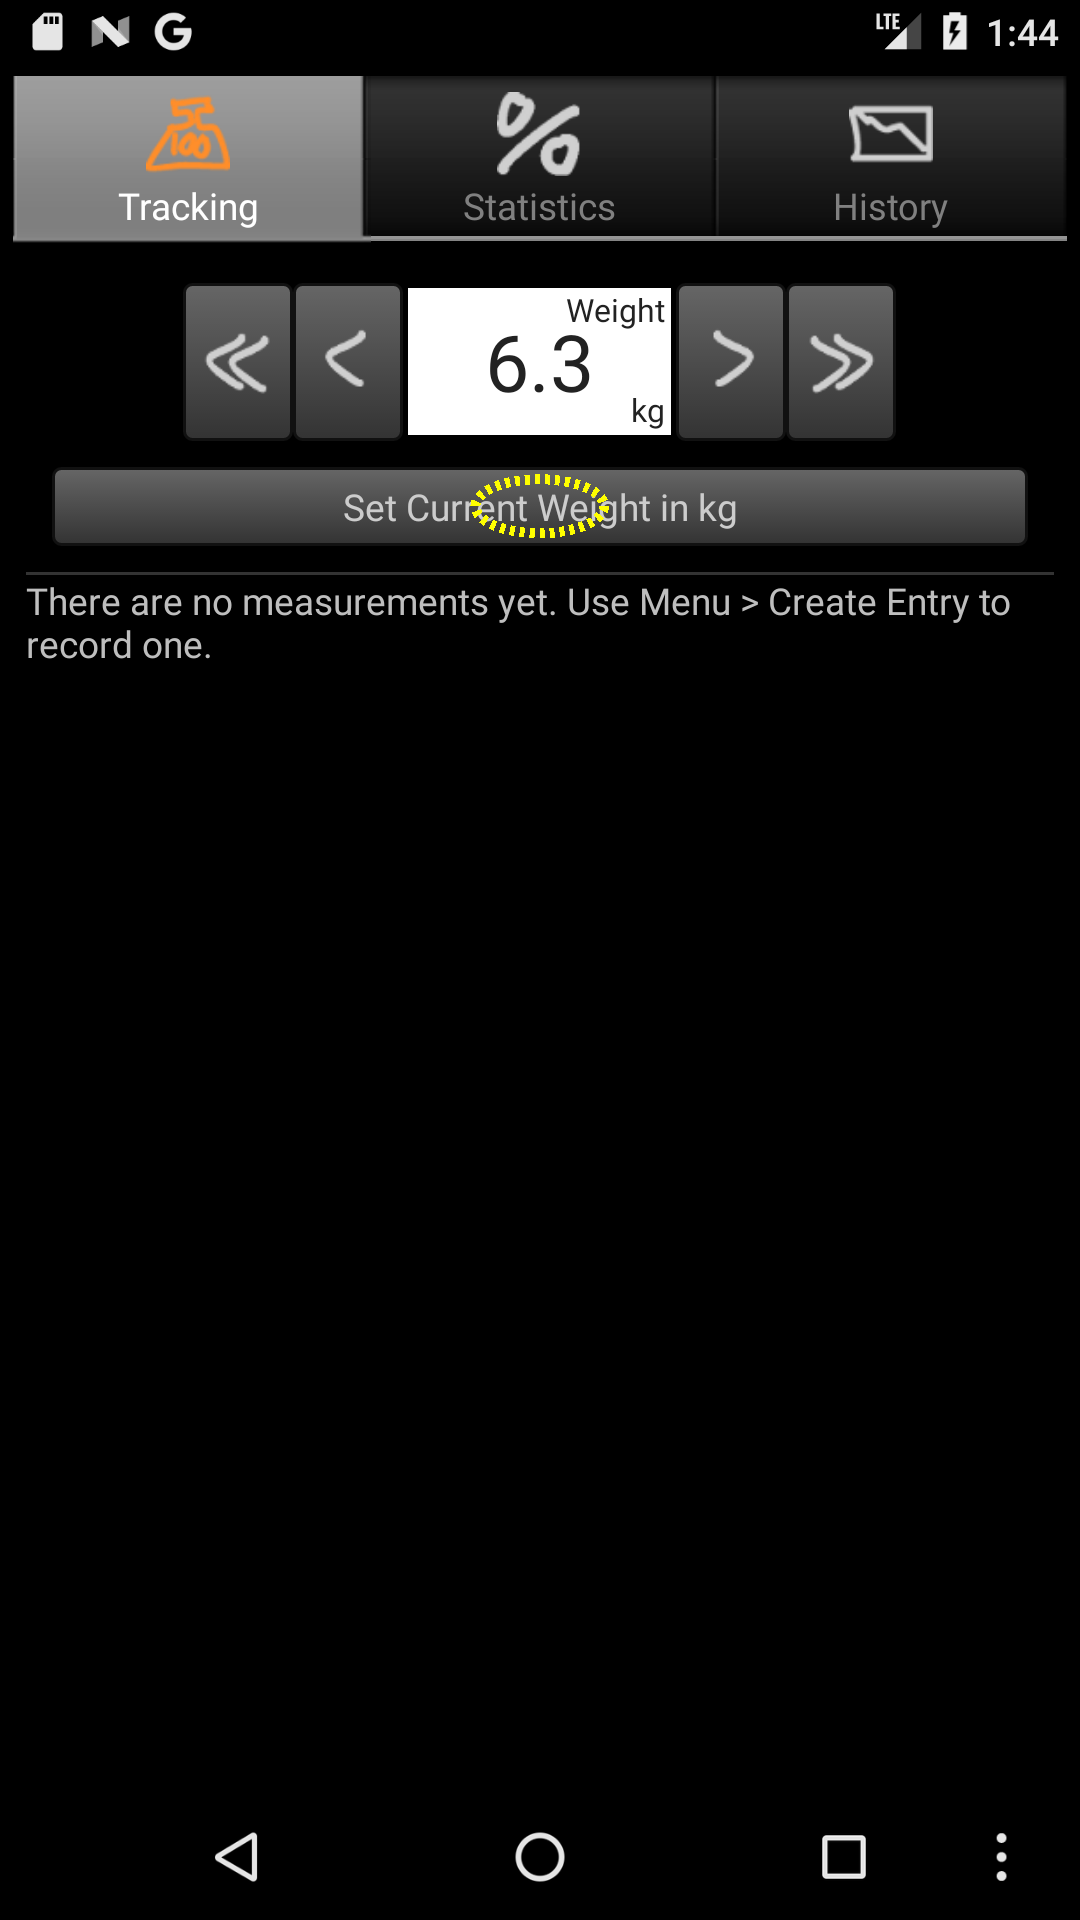 LTE 1:44
Tracking Statistics History
Weight
6.3
kg
Set Current Weight in kg
There are no measurements yet. Use Menu > Create Entry to
record one.